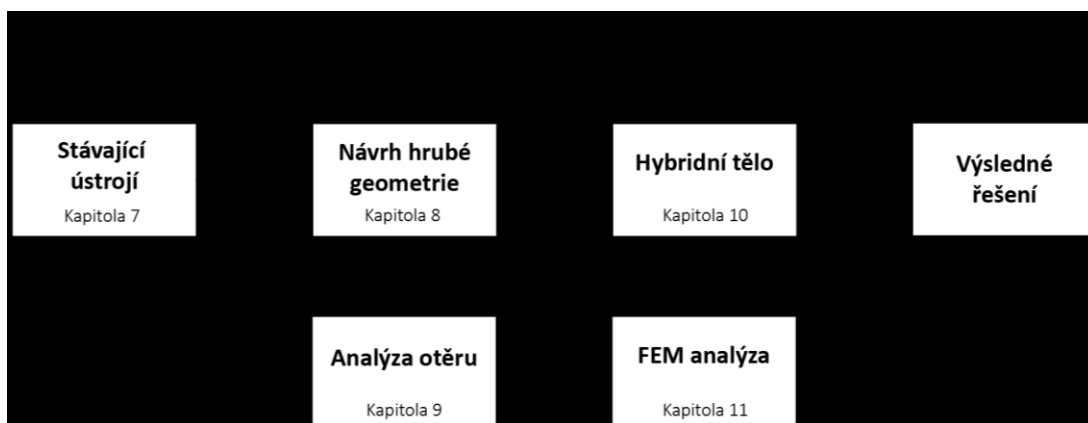 Stávající
ústrojí
Kapitola 7
Návrh hrubé
geometrie
Kapitola 8
Hybridní tělo
Kapitola 10
Výsledné
řešení
Analýza otěru
Kapitola 9
FEM analýza
Kapitola 11